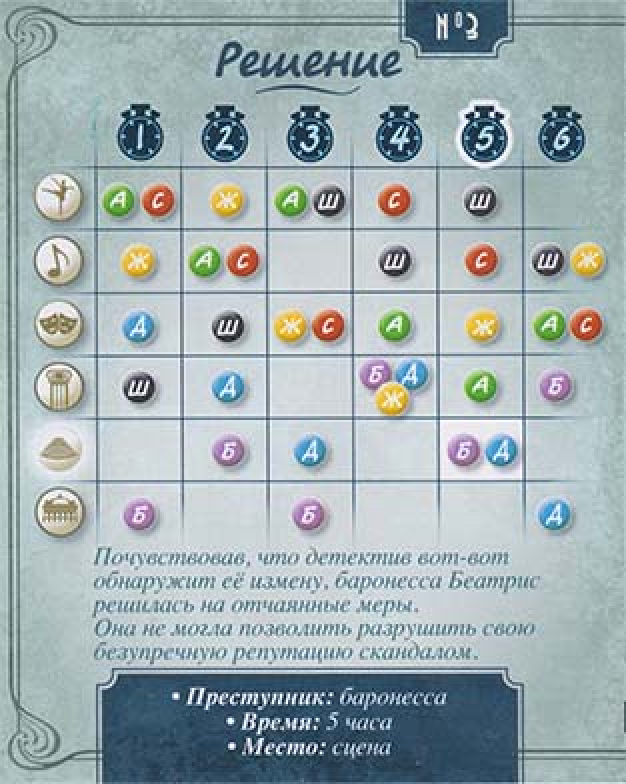 №3
Решение
1 2 3 4 5 6
А С Ж А Ш С Ш
Ж А С Ш С Ш Ж
Д Ш Ж С А Ж А С
Ш Д Б Д Ж А Б
Б Д Б Д
Б Б Д
Почувствовав, что детектив вот-вот
обнаружит её измену, баронесса Беатрис
решилась на отчаянные меры.
Она не могла позволить разрушить свою
безупречную репутацию скандалом.
• Преступник: баронесса
• Время: 5 часа
• Место: сцена